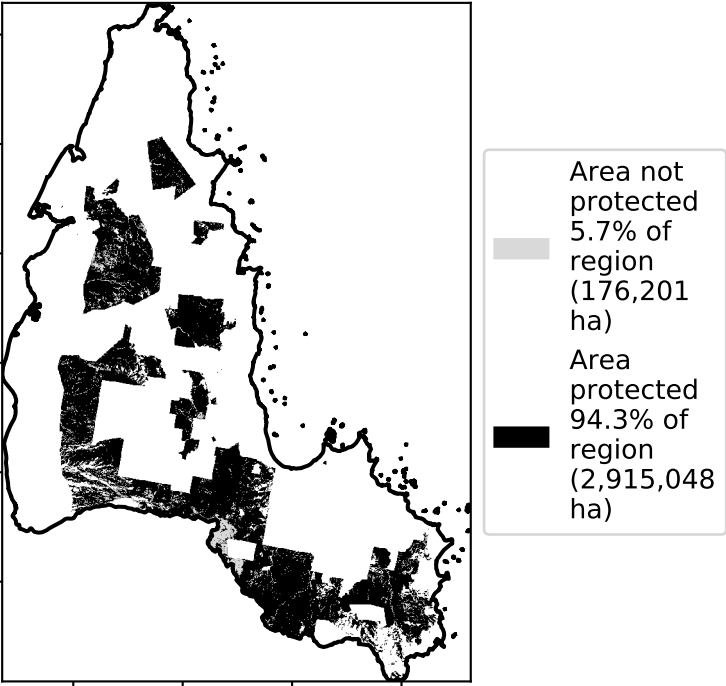 Area not
protected
5.7% of
region
(176,201
ha)
Area
protected
94.3% of
region
(2,915,048
ha)